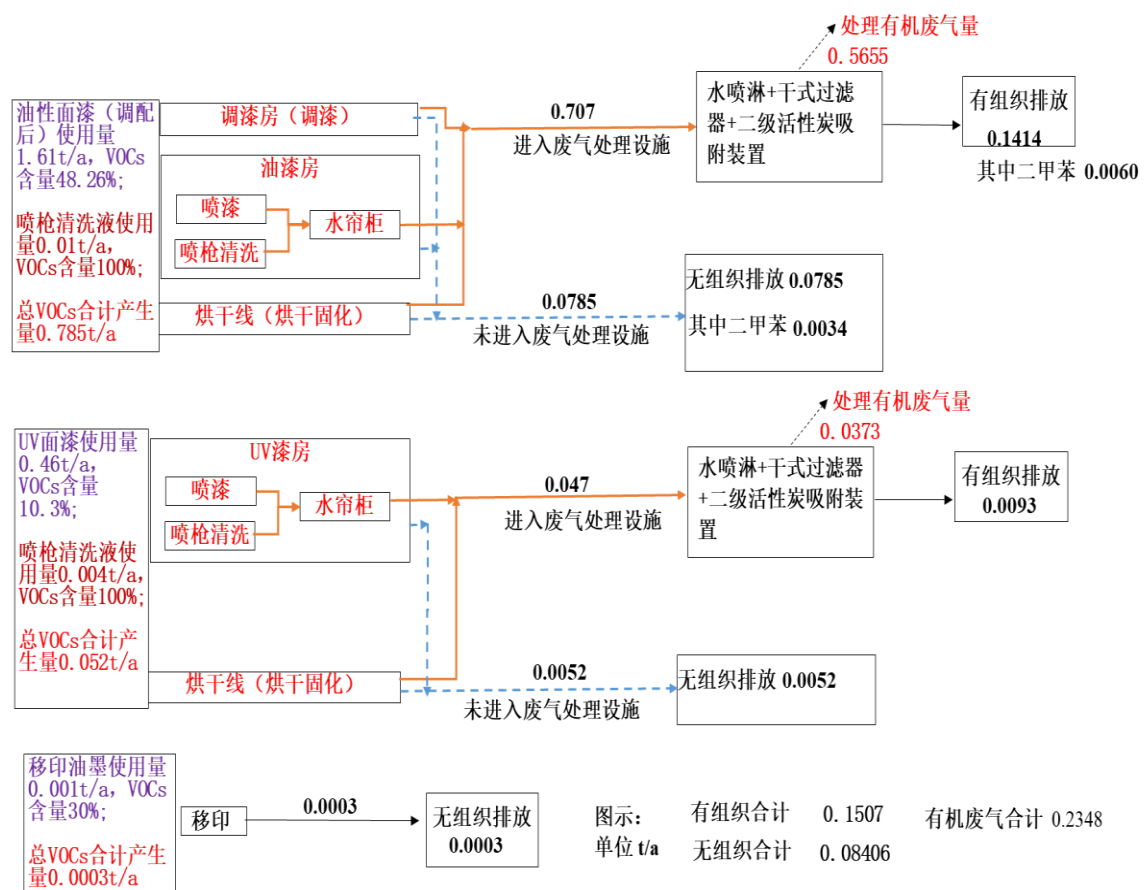 处理有机废气量
0.5655
油性面漆（调配
后）使用量
1.61t/a，VOCs
含量48.26%;
喷枪清洗液使用
量0.01t/a，
VOCs含量100%;
总VOCs合计产生
量0.785t/a
调漆房（调漆）
油漆房
喷漆
喷枪清洗
水帘柜
烘干线（烘干固化）
0.707
进入废气处理设施
水喷淋+干式过滤
器+二级活性炭吸
附装置
有组织排放
0.1414
其中二甲苯 0.0060
0.0785
未进入废气处理设施
无组织排放 0.0785
其中二甲苯 0.0034
处理有机废气量
0.0373
UV面漆使用量
0.46t/a，
VOCs含量
10.3%;
喷枪清洗液使
用量0.004t/a，
VOCs含量100%;
总VOCs合计产
生量0.052t/a
UV漆房
喷漆
喷枪清洗
水帘柜
烘干线（烘干固化）
0.047
进入废气处理设施
水喷淋+干式过滤器
+二级活性炭吸附装
置
有组织排放
0.0093
0.0052
未进入废气处理设施
无组织排放 0.0052
移印油墨使用量
0.001t/a，VOCs
含量30%;
总VOCs合计产生
量0.0003t/a
移印
0.0003
无组织排放
0.0003
图示：
单位 t/a
有组织合计 0.1507
无组织合计 0.08406
有机废气合计 0.2348